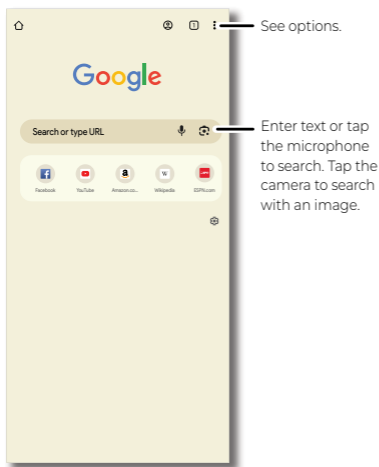 1
See options.
Google
Search or type URL
Enter text or tap
the microphone
to search. Tap the
camera to search
with an image.
a
W
Facebook
YouTube
Amazon.co...
Wikipedia
ESPN.com